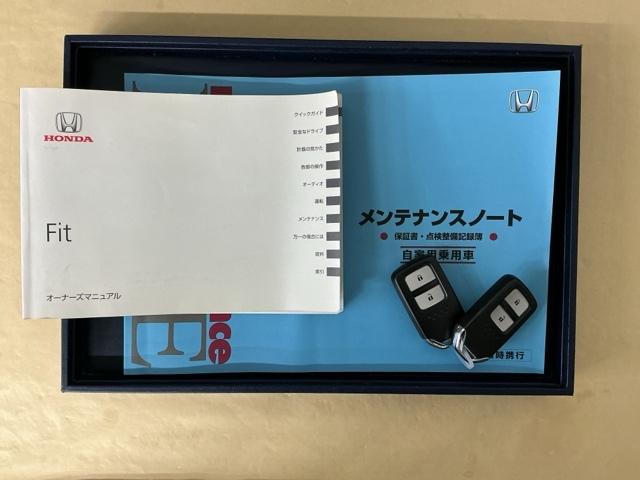 HONDA
Fit
オーナーズマニュアル
クイックガイド
安全なドライブ
計器の見かた
各部の操作
オーディオ
運転
メンテナンス
万一の場合には
資料
索引
メンテナンスノート
● 保証書・点検整備記録簿 ●
自家用乗用車
時携行
nce